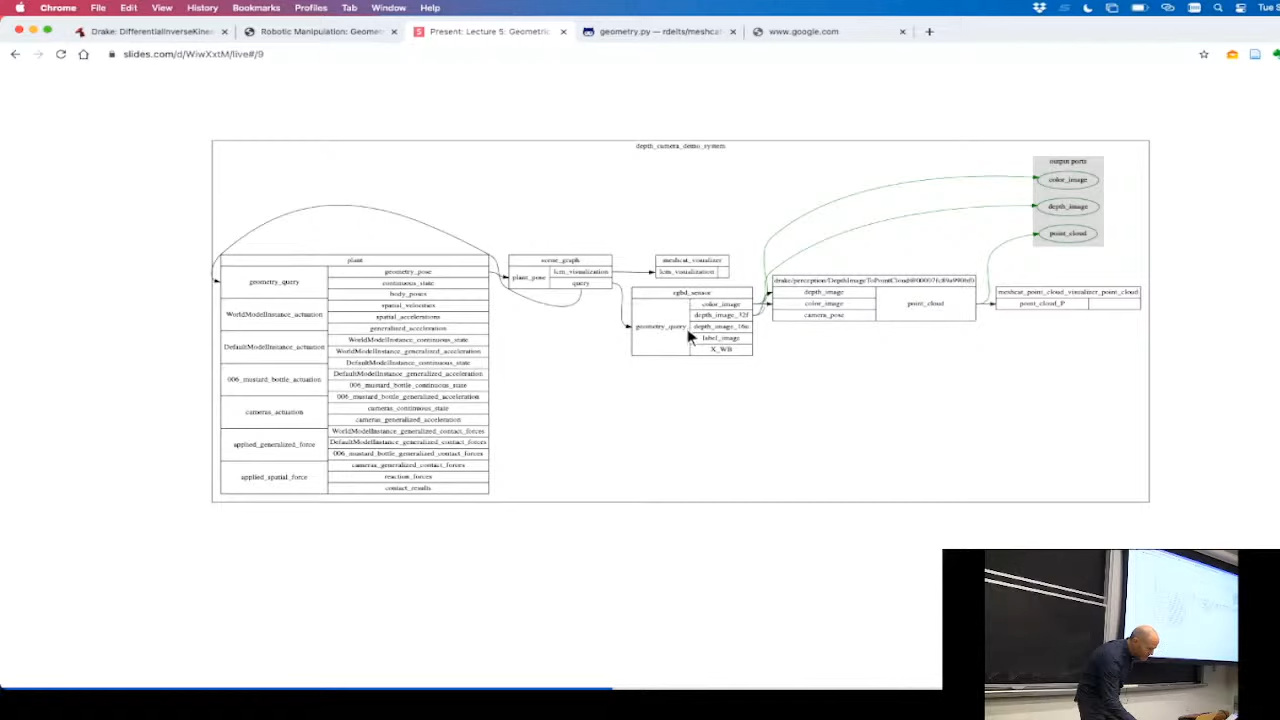 Chrome File Edit View History Bookmarks Profiles Tab Window Help
Drake: DifferentialInverseKine
Robotic Manipulation: Geomet
Present: Lecture 5: Geometric
geometry.py — rdeits/meshcat
www.google.com
slides.com/d/WiwXxtM/live#/9
depth_camera_demo_system
plant
geometry_query
WorldModelInstance_actuation
DefaultModelInstance_actuation
006_mustard_bottle_actuation
cameras_actuation
applied_generalized_force
applied_spatial_force
geometry_pose
continuous_state
body_poses
spatial_velocities
spatial_accelerations
generalized_acceleration
WorldModelInstance_continuous_state
WorldModelInstance_generalized_acceleration
DefaultModelInstance_continuous_state
DefaultModelInstance_generalized_acceleration
006_mustard_bottle_continuous_state
006_mustard_bottle_generalized_acceleration
cameras_continuous_state
cameras_generalized_acceleration
WorldModelInstance_generalized_contact_forces
DefaultModelInstance_generalized_contact_forces
006_mustard_bottle_generalized_contact_forces
cameras_generalized_contact_forces
reaction_forces
contact_results
scene_graph
plant_pose
lcm_visualization
query
meshcat_visualizer
lcm_visualization
rgbd_sensor
geometry_query
color_image
depth_image_32f
depth_image_16u
label_image
X_WB
depth_image
color_image
camera_pose
point_cloud
meshcat_point_cloud_visualizer_point_cloud
point_cloud_P
output ports
color_image
depth_image
point_cloud